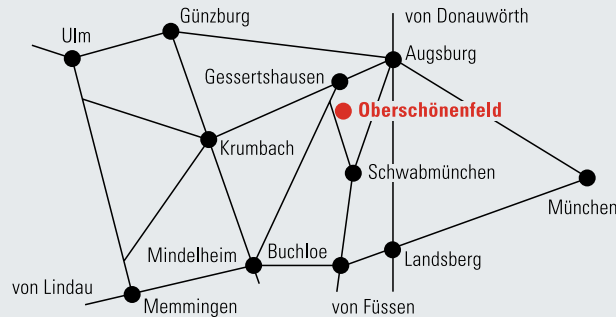 von Donauwörth
Günzburg
Ulm
Augsburg
Gessertshausen
Oberschönenfeld
Krumbach
Schwabmünchen
München
Mindelheim
Buchloe
Landsberg
von Lindau
Memmingen
von Füssen